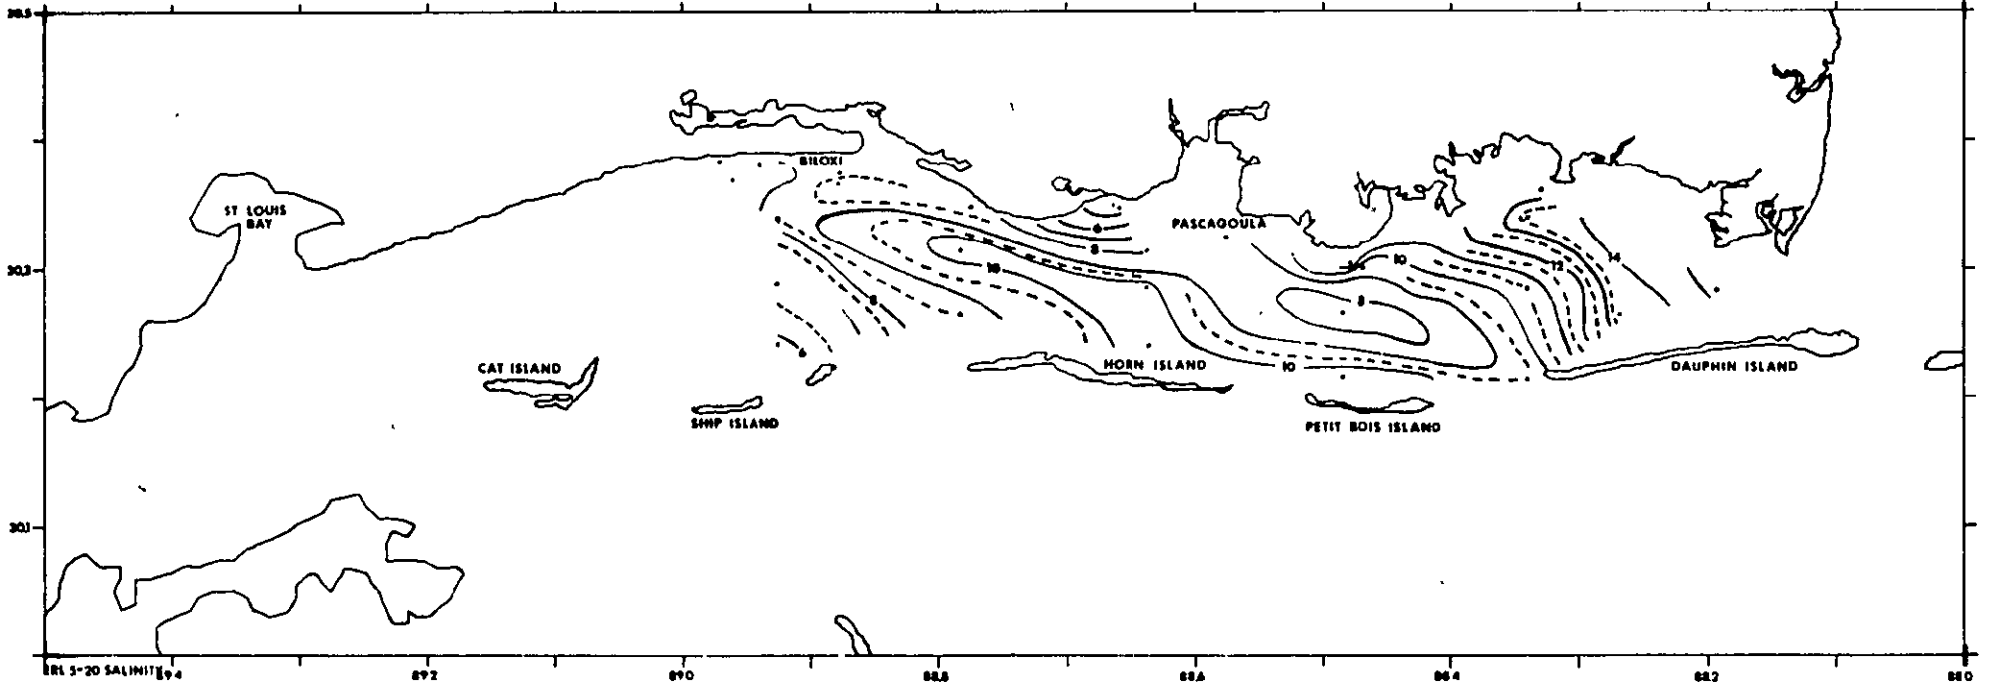 30.5
BILOXI
ST LOUIS
BAY
PASCAGOULA
6
8
14
10
12
30.3
10
8
8
6
CAT ISLAND
HORN ISLAND
10
DAUPHIN ISLAND
SHIP ISLAND
PETIT BOIS ISLAND
30.1
ERL 5-20 SALINITY
89.4
89.2
89.0
88.8
88.6
88.4
88.2
88.0